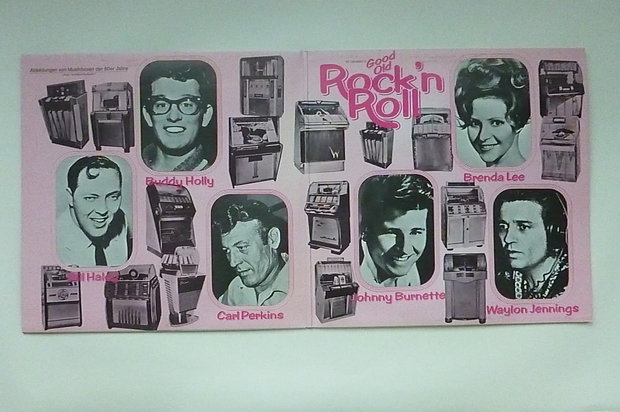 Abbildungen von Musikboxen der 50er Jahre
Good
Old
Rock'n
Roll
Buddy Holly
Brenda Lee
Bill Haley
Carl Perkins
Johnny Burnette
Waylon Jennings